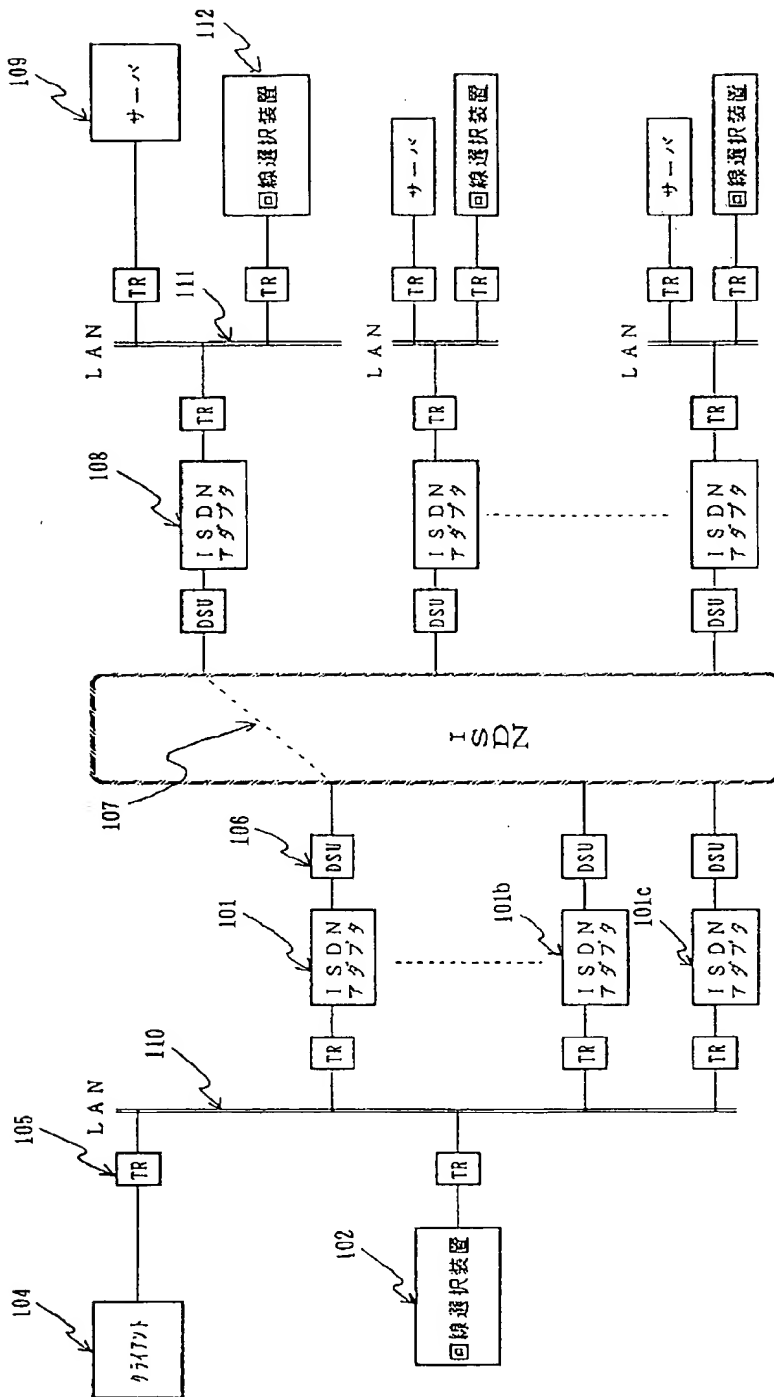 104
クライアント
105
TR
LAN
110
102
回線選択装置
TR
TR
101
ISDN
アダプタ
106
DSU
TR
101b
ISDN
アダプタ
DSU
TR
101c
ISDN
アダプタ
DSU
107
ISDN
DSU
108
ISDN
アダプタ
TR
LAN
111
TR
109
サーバ
TR
112
回線選択装置
DSU
ISDN
アダプタ
TR
LAN
TR
サーバ
TR
回線選択装置
DSU
ISDN
アダプタ
TR
LAN
TR
サーバ
TR
回線選択装置